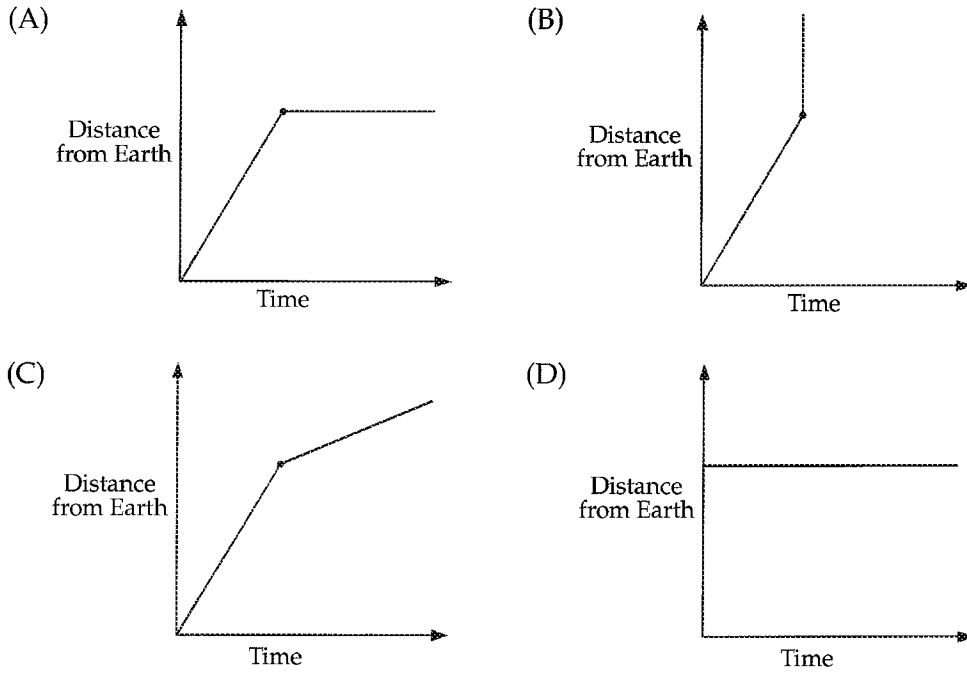 (A)
Distance
from Earth
Time
(B)
Distance
from Earth
Time
(C)
Distance
from Earth
Time
(D)
Distance
from Earth
Time